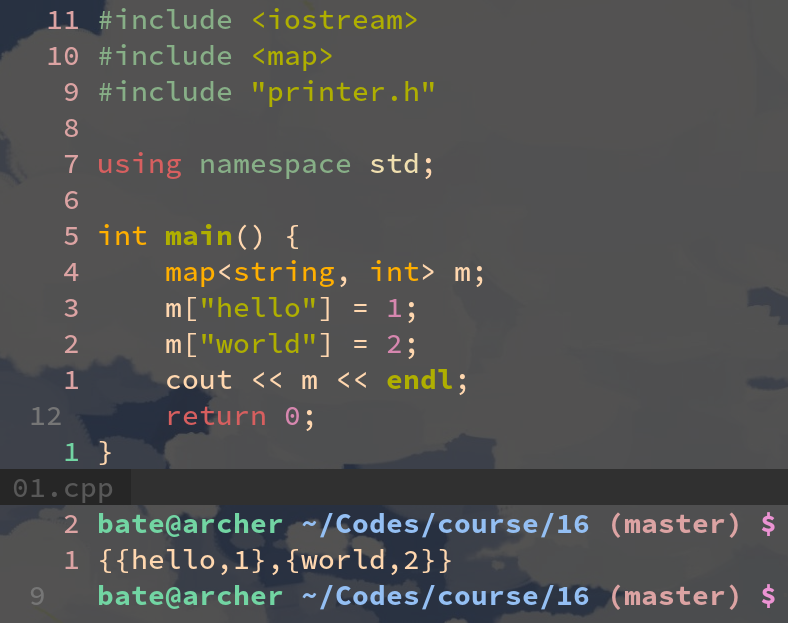 11 #include <iostream>
10 #include <map>
9 #include "printer.h"
8
7 using namespace std;
6
5 int main() {
4     map<string, int> m;
3     m["hello"] = 1;
2     m["world"] = 2;
1     cout << m << endl;
12     return 0;
1 }
01.cpp
2 bate@archer ~/Codes/course/16 (master) $
1 {{hello,1},{world,2}}
9 bate@archer ~/Codes/course/16 (master) $